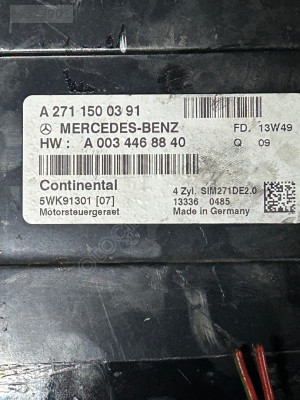 A 271 150 03 91
MERCEDES-BENZ FD. 13W49
HW : A 003 446 88 40 Q 09
Continental 4 Zyl. SIM271DE2.0
5WK91301 [07] 13336 0485
Motorsteuergeraet Made in Germany